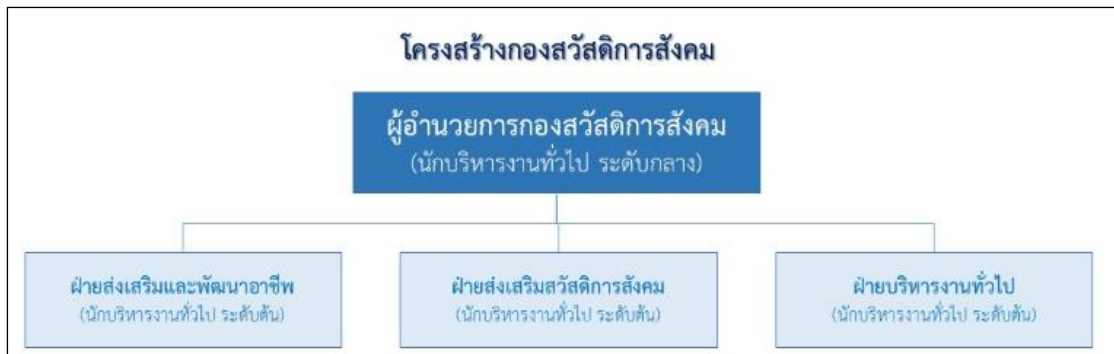 โครงสร้างกองสวัสดิการสังคม
ผู้อำนวยการกองสวัสดิการสังคม
(นักบริหารงานทั่วไป ระดับกลาง)
ฝ่ายส่งเสริมและพัฒนาอาชีพ
(นักบริหารงานทั่วไป ระดับต้น)
ฝ่ายส่งเสริมสวัสดิการสังคม
(นักบริหารงานทั่วไป ระดับต้น)
ฝ่ายบริหารงานทั่วไป
(นักบริหารงานทั่วไป ระดับต้น)